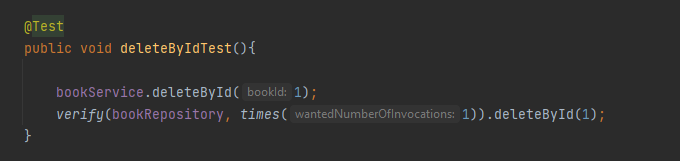 @Test
public void deleteByIdTest(){
bookService.deleteById( bookId: 1);
verify(bookRepository, times( wantedNumberOfInvocations: 1)).deleteById(1);
}